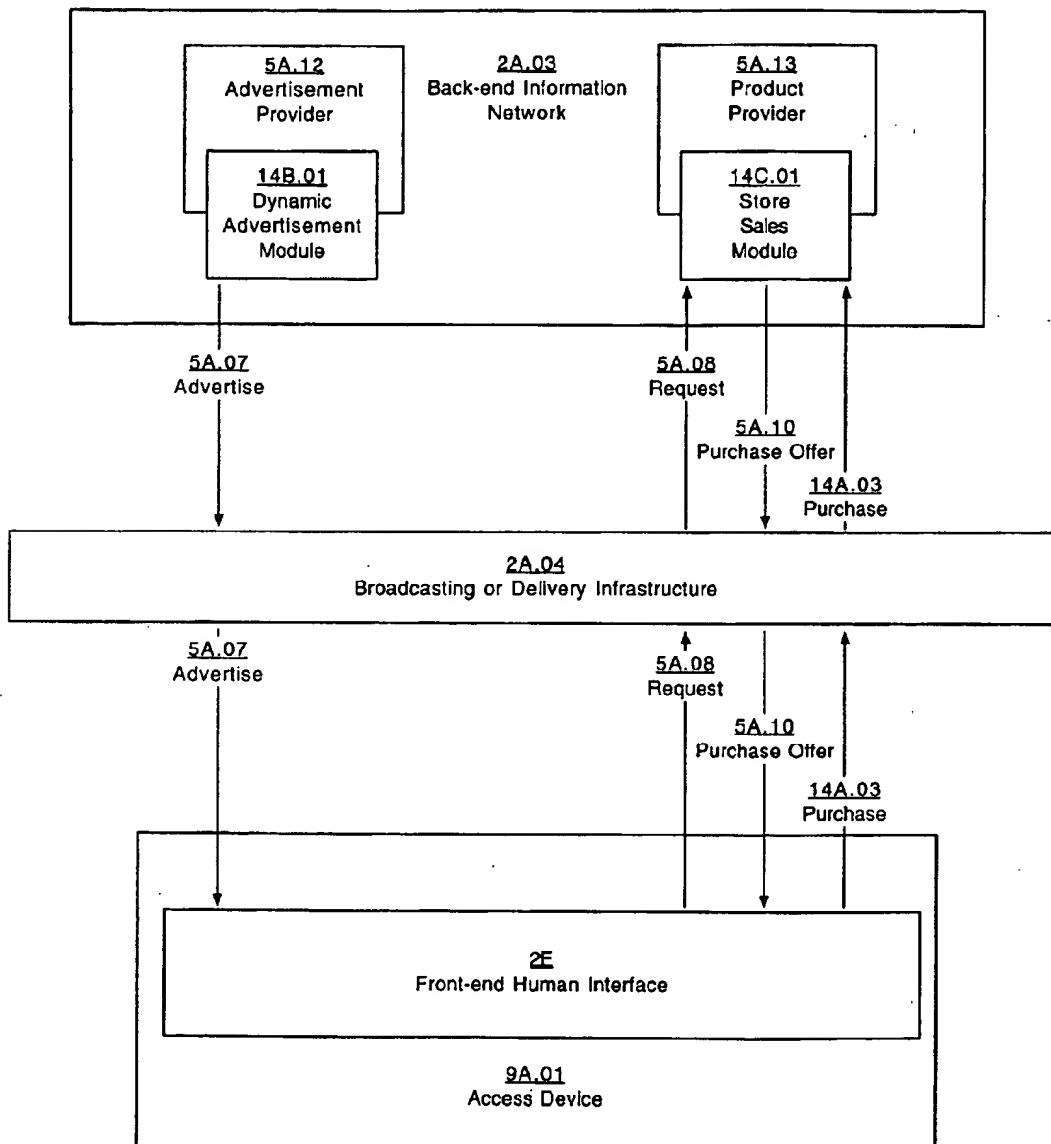 5A.12
Advertisement
Provider
2A.03
Back-end Information
Network
5A.13
Product
Provider
14B.01
Dynamic
Advertisement
Module
14C.01
Store
Sales
Module
5A.07
Advertise
5A.08
Request
5A.10
Purchase Offer
14A.03
Purchase
2A.04
Broadcasting or Delivery Infrastructure
5A.07
Advertise
5A.08
Request
5A.10
Purchase Offer
14A.03
Purchase
2E
Front-end Human Interface
9A.01
Access Device